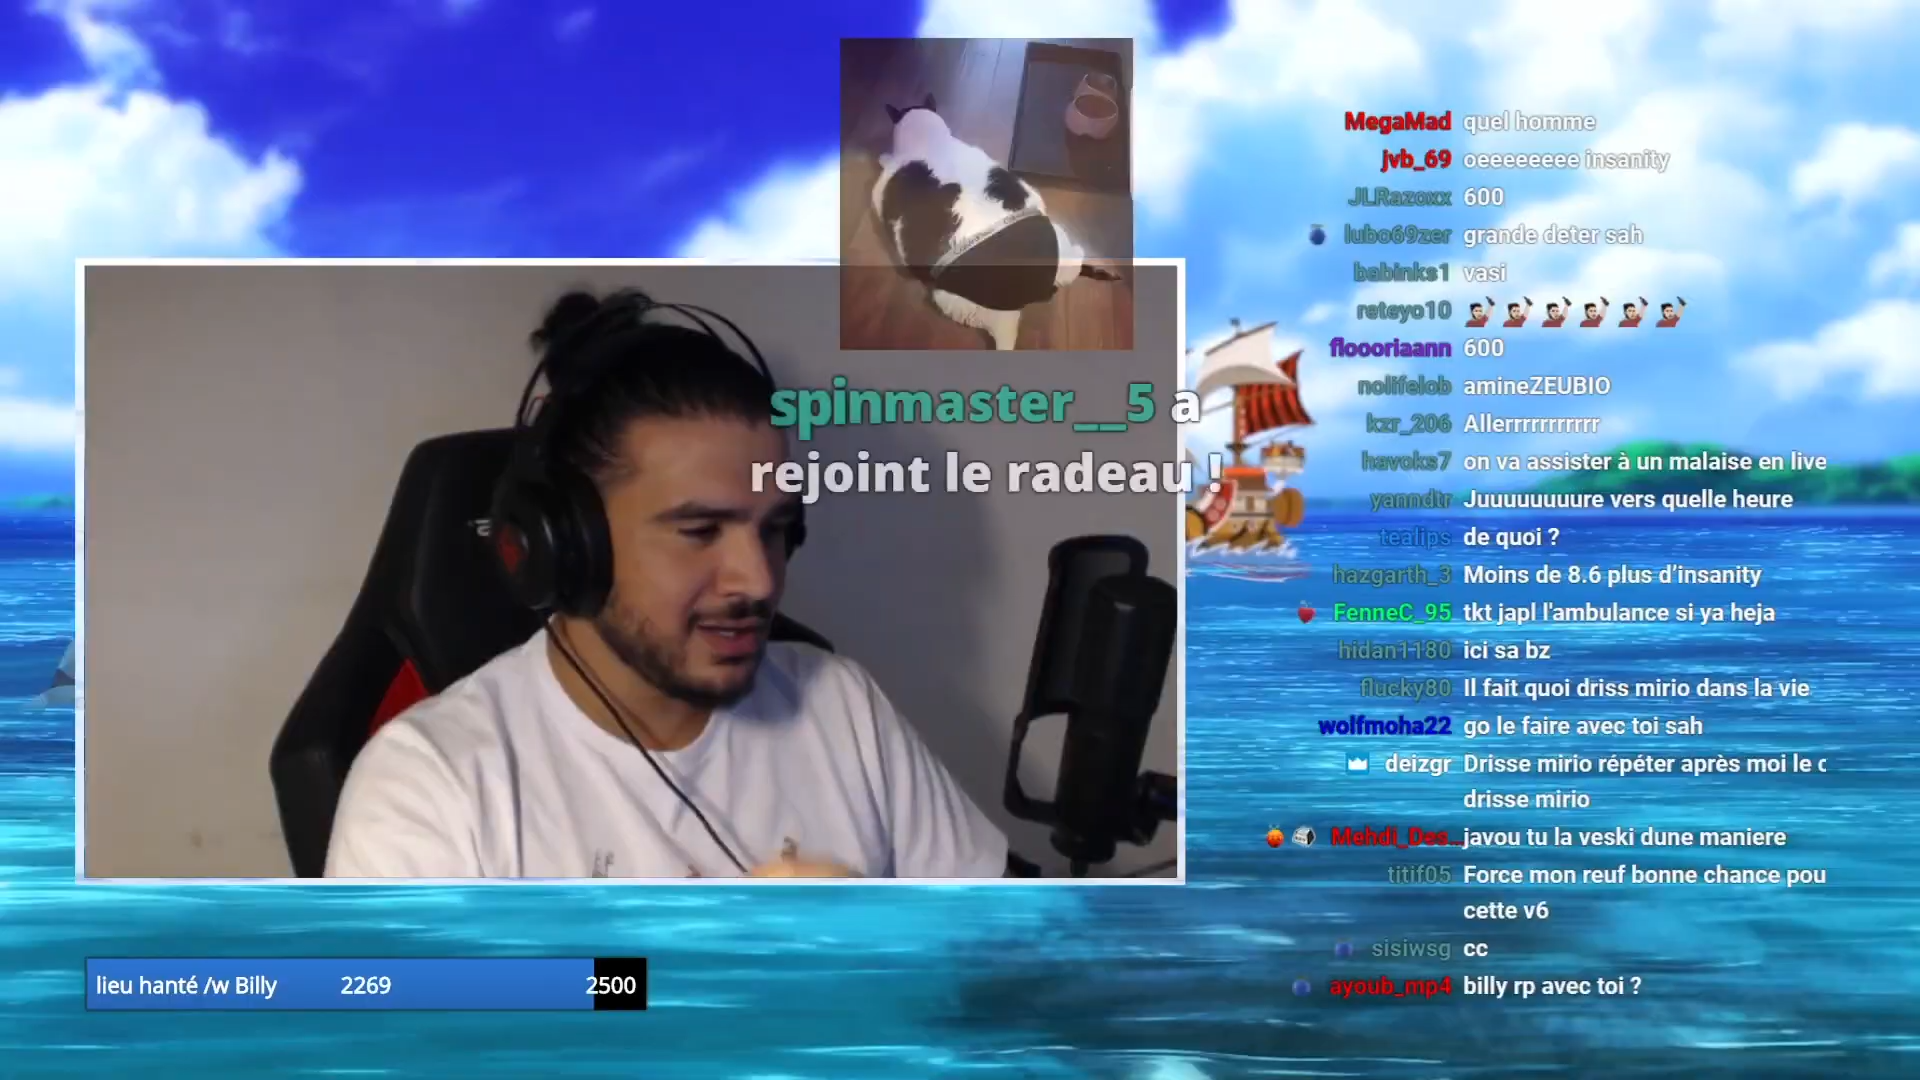 spinmaster__5 a
rejoint le radeau !
MegaMad quel homme
jvb_69 oeeeeeeee insanity
JLRazoxx 600
lubo69zer grande deter sah
babinks1 vasi
reteyo10
floooriaann 600
nolifelob amineZEUBIO
kzr_206 Allerrrrrrrrrr
havoks7 on va assister à un malaise en live
yanndtr Juuuuuuuure vers quelle heure
tealips de quoi ?
hazgarth_3 Moins de 8.6 plus d’insanity
FenneC_95 tkt japl l'ambulance si ya heja
hidan1180 ici sa bz
flucky80 Il fait quoi driss mirio dans la vie
wolfmoha22 go le faire avec toi sah
deizgr Drisse mirio répéter après moi le c
drisse mirio
Mehdi_Des... javou tu la veski dune maniere
titif05 Force mon reuf bonne chance pou
cette v6
sisiwsg cc
ayoub_mp4 billy rp avec toi ?
lieu hanté /w Billy 2269 2500